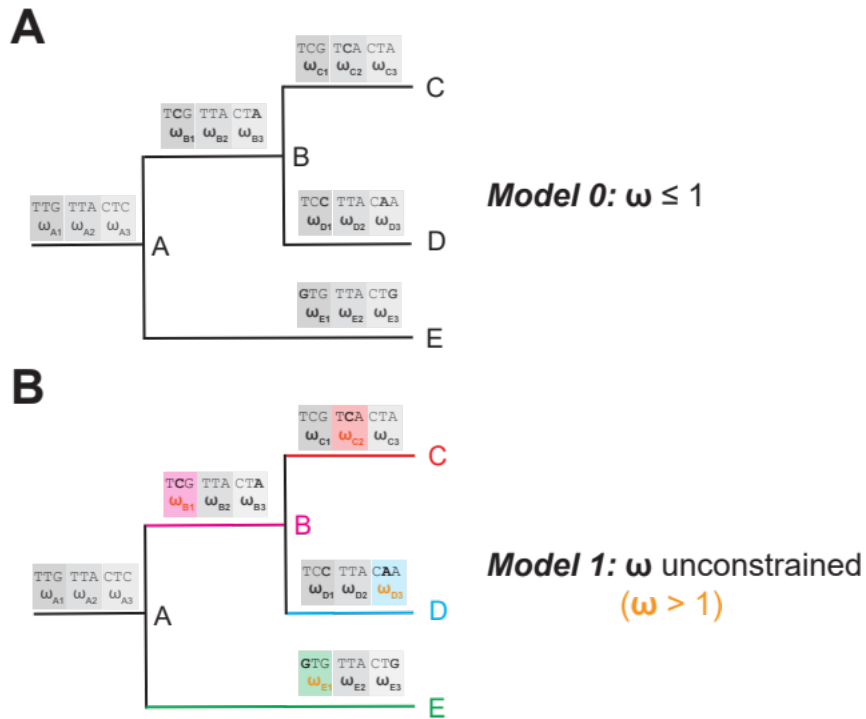 A
TCG TCA CTA
ωC1 ωC2 ωC3
C
TCG TTA CTA
ωB1 ωB2 ωB3
B
TTG TTA CTC
ωA1 ωA2 ωA3
A
TCC TTA CAA
ωD1 ωD2 ωD3
D
Model 0: ω ≤ 1
GTG TTA CTG
ωE1 ωE2 ωE3
E
B
TCG TCA CTA
ωC1 ωC2 ωC3
C
TCG TTA CTA
ωB1 ωB2 ωB3
B
TTG TTA CTC
ωA1 ωA2 ωA3
A
TCC TTA CAA
ωD1 ωD2 ωD3
D
Model 1: ω unconstrained
(ω > 1)
GTG TTA CTG
ωE1 ωE2 ωE3
E